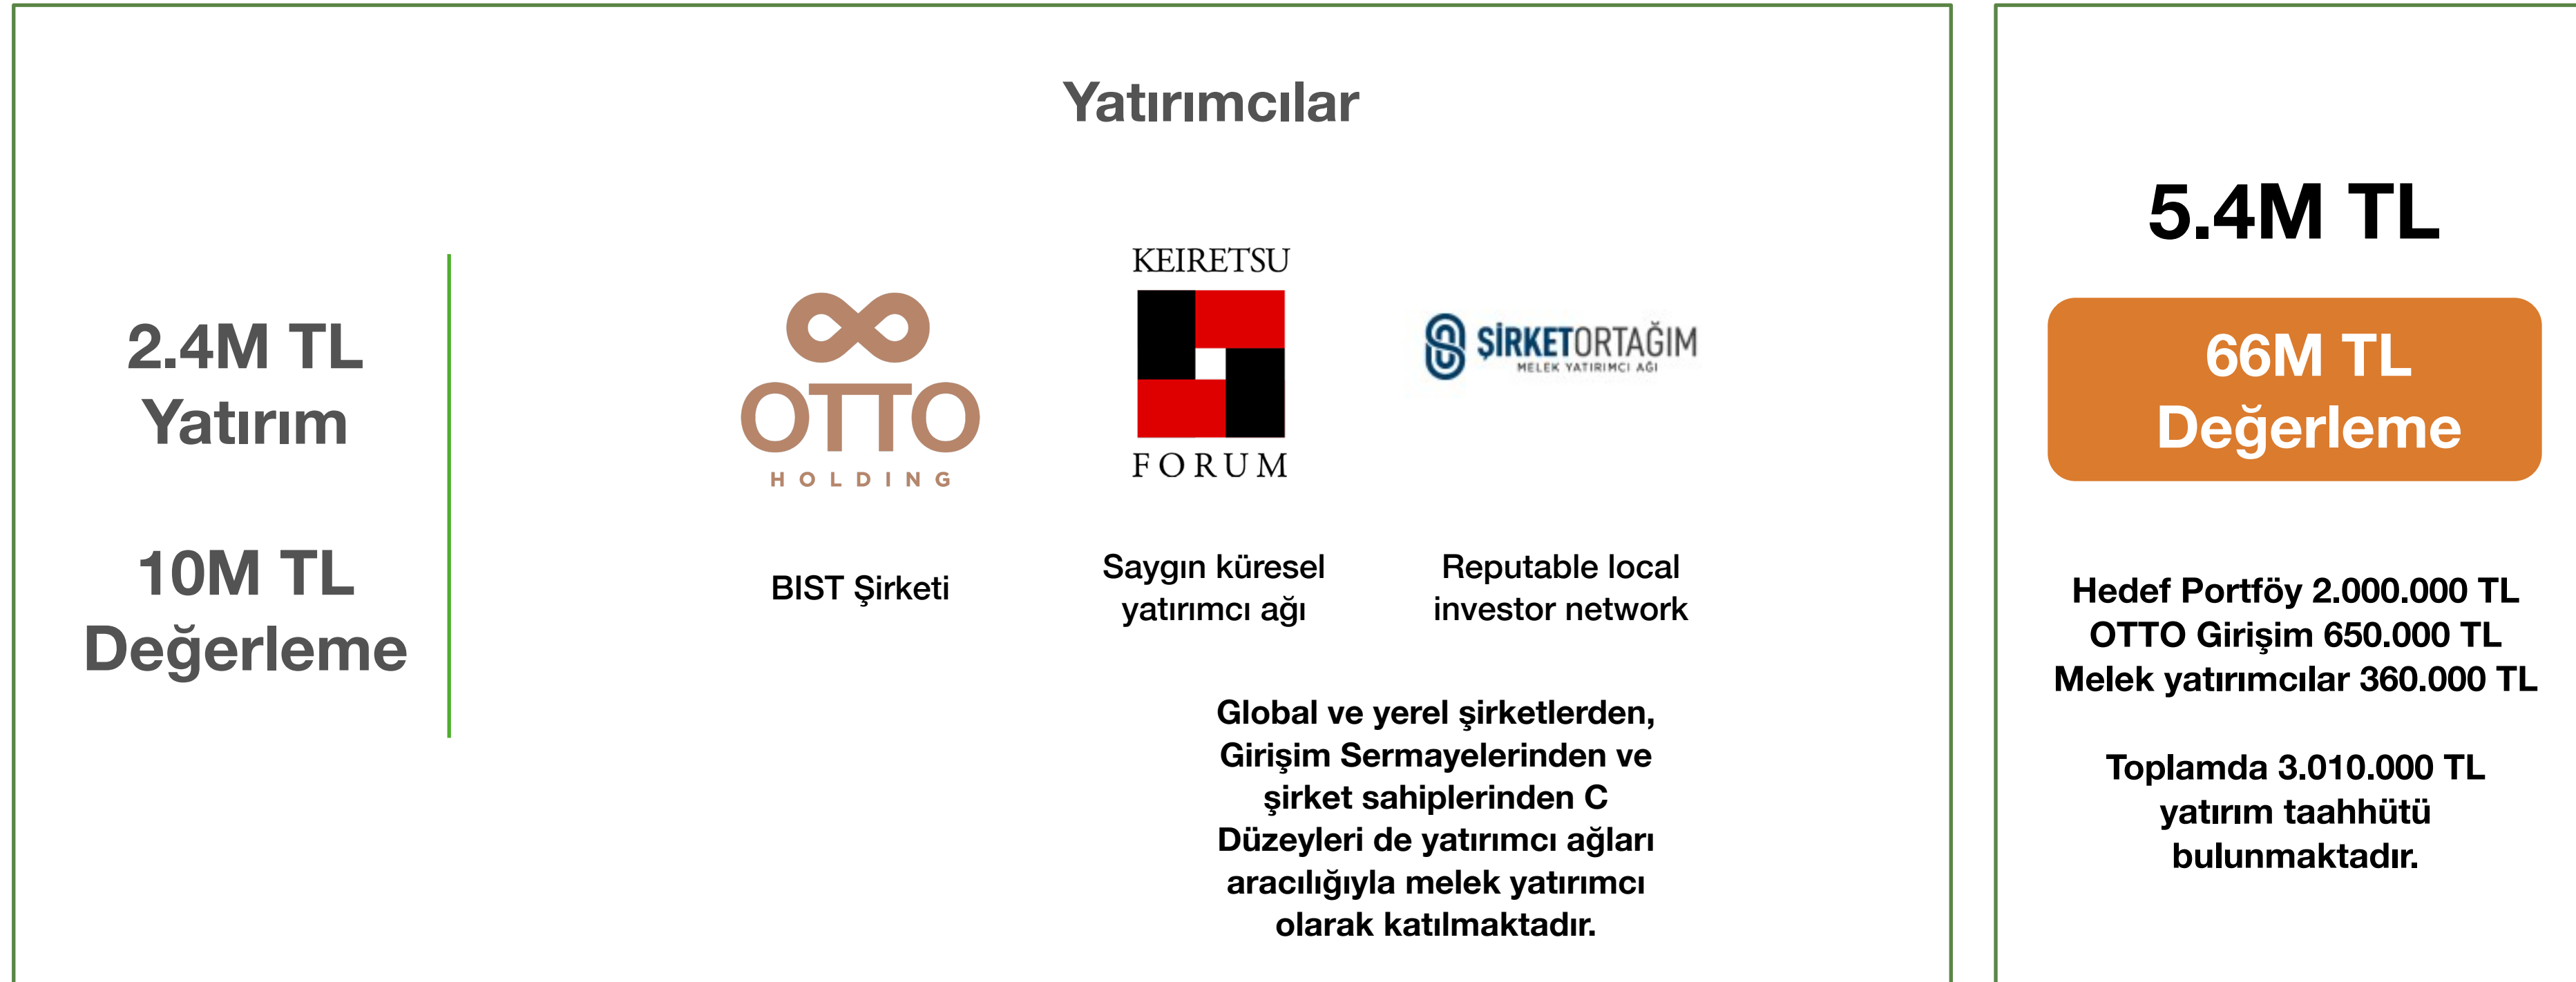 Yatırımcılar
2.4M TL
Yatırım
10M TL
Değerleme
OTTO
HOLDING
BIST Şirketi
KEIRETSU
FORUM
Saygın küresel
yatırımcı ağı
ŞİRKETORTAĞIM
MELEK YATIRIMCI AĞI
Reputable local
investor network
Global ve yerel şirketlerden,
Girişim Sermayelerinden ve
şirket sahiplerinden C
Düzeyleri de yatırımcı ağları
aracılığıyla melek yatırımcı
olarak katılmaktadır.
5.4M TL
66M TL
Değerleme
Hedef Portföy 2.000.000 TL
OTTO Girişim 650.000 TL
Melek yatırımcılar 360.000 TL
Toplamda 3.010.000 TL
yatırım taahhütü
bulunmaktadır.